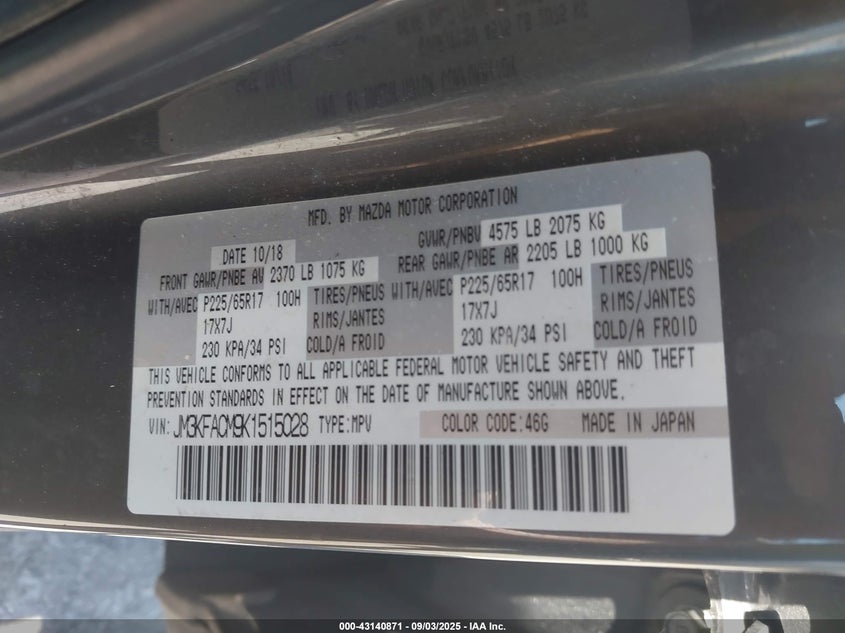 MFD. BY MAZDA MOTOR CORPORATION
DATE 10/18 GVWR/PNBV 4575 LB 2075 KG
FRONT GAWR/PNBE AV 2370 LB 1075 KG REAR GAWR/PNBE AR 2205 LB 1000 KG
WITH/AVEC P225/65R17 100H TIRES/PNEUS WITH/AVEC P225/65R17 100H TIRES/PNEUS
17X7J RIMS/JANTES 17X7J RIMS/JANTES
230 KPA/34 PSI COLD/A FROID 230 KPA/34 PSI COLD/A FROID
THIS VEHICLE CONFORMS TO ALL APPLICABLE FEDERAL MOTOR VEHICLE SAFETY AND THEFT
PREVENTION STANDARDS IN EFFECT ON THE DATE OF MANUFACTURE SHOWN ABOVE.
VIN: JM3KFACM9K1515028 TYPE:MPV COLOR CODE:46G MADE IN JAPAN
000-43140871 - 09/03/2025 - IAA Inc.